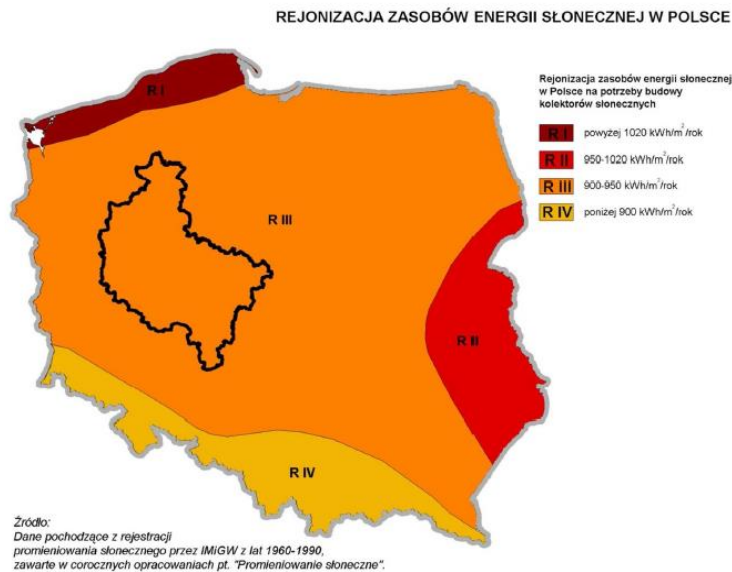 REJONIZACJA ZASOBÓW ENERGII SŁONECZNEJ W POLSCE
Rejonizacja zasobów energii słonecznej
w Polsce na potrzeby budowy
kolektorów słonecznych
R I powyżej 1020 kWh/m²/rok
R II 950-1020 kWh/m²/rok
R III 900-950 kWh/m²/rok
R IV poniżej 900 kWh/m²/rok
R I
R III
R II
R IV
Źródło:
Dane pochodzące z rejestracji
promieniowania słonecznego przez IMiGW z lat 1960-1990,
zawarte w corocznych opracowaniach pt. "Promieniowanie słoneczne".